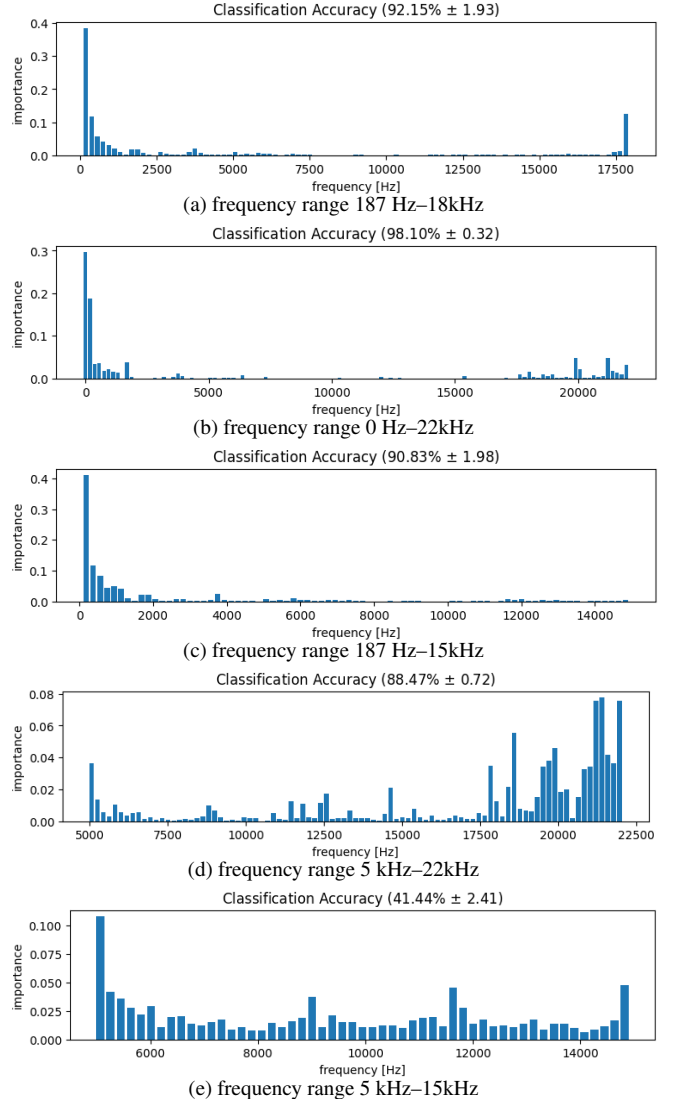 Classification Accuracy (92.15% ± 1.93)
0.4
0.3
0.2
0.1
0.0
importance
0 2500 5000 7500 10000 12500 15000 17500
frequency [Hz]
(a) frequency range 187 Hz–18kHz
Classification Accuracy (98.10% ± 0.32)
0.3
0.2
0.1
0.0
importance
0 5000 10000 15000 20000
frequency [Hz]
(b) frequency range 0 Hz–22kHz
Classification Accuracy (90.83% ± 1.98)
0.4
0.3
0.2
0.1
0.0
importance
0 2000 4000 6000 8000 10000 12000 14000
frequency [Hz]
(c) frequency range 187 Hz–15kHz
Classification Accuracy (88.47% ± 0.72)
0.08
0.06
0.04
0.02
0.00
importance
5000 7500 10000 12500 15000 17500 20000 22500
frequency [Hz]
(d) frequency range 5 kHz–22kHz
Classification Accuracy (41.44% ± 2.41)
0.100
0.075
0.050
0.025
0.000
importance
6000 8000 10000 12000 14000
frequency [Hz]
(e) frequency range 5 kHz–15kHz